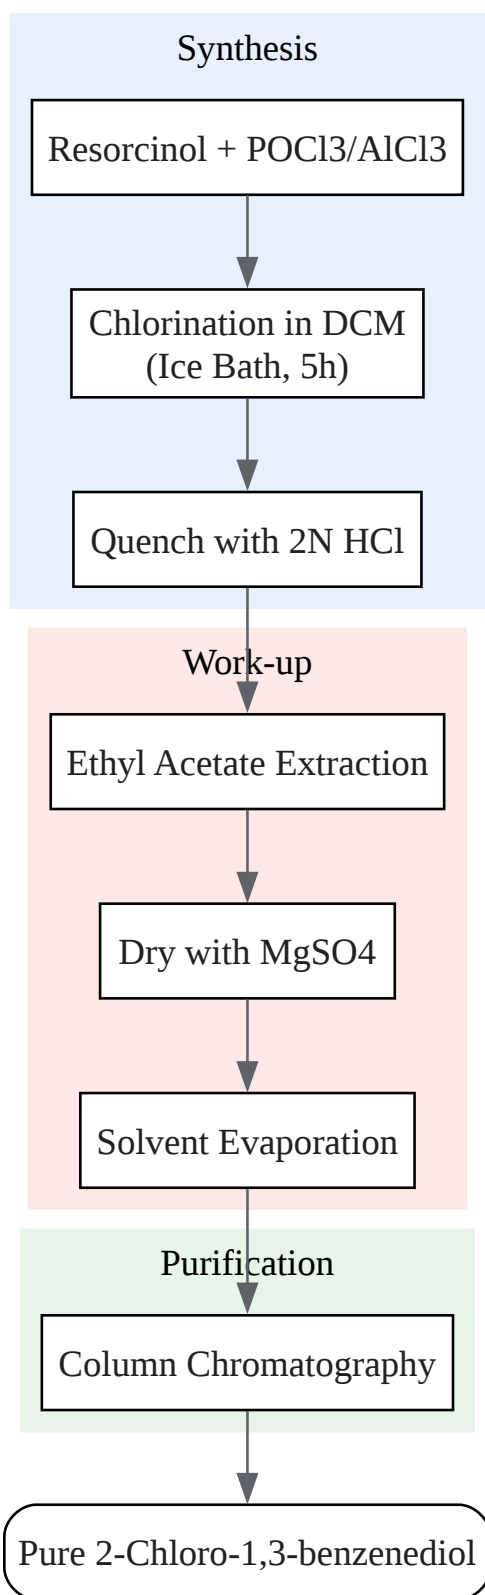 Synthesis
Resorcinol + POCl3/AlCl3
Chlorination in DCM
(Ice Bath, 5h)
Quench with 2N HCl
Work-up
Ethyl Acetate Extraction
Dry with MgSO4
Solvent Evaporation
Purification
Column Chromatography
Pure 2-Chloro-1,3-benzenediol